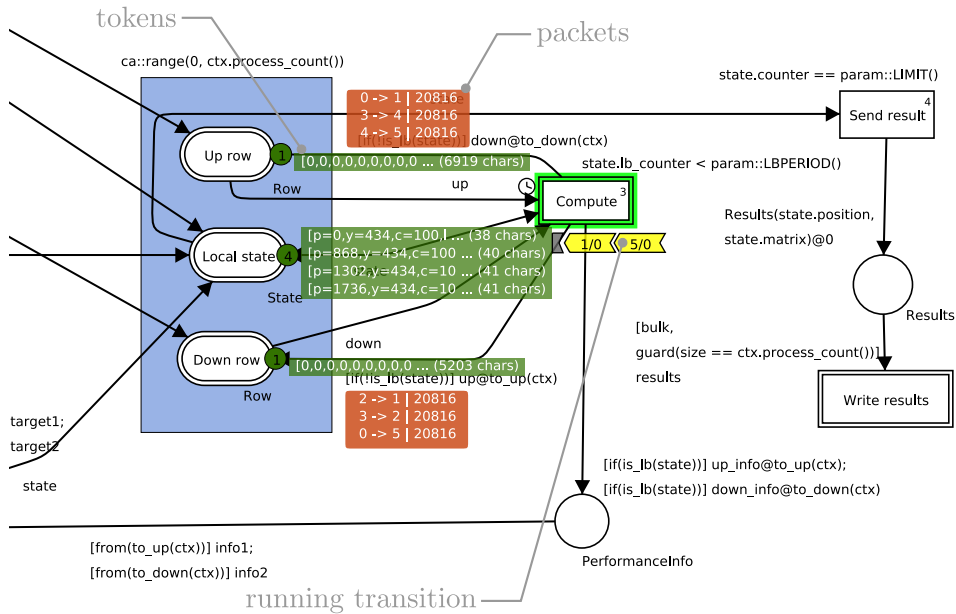 tokens
packets
ca::range(0, ctx.process_count())
state.counter == param::LIMIT()
0 -> 1 | 20816
3 -> 4 | 20816
4 -> 5 | 20816
4
Send result
[if(!is_lb(state))] down@to_down(ctx)
Up row
1
[0,0,0,0,0,0,0,0,0 ... (6919 chars)
state.lb_counter < param::LBPERIOD()
Row
up
3
Compute
Results(state.position,
state.matrix)@0
[p=0,y=434,c=100,l ... (38 chars)
1/0
5/0
Local state
4
[p=868,y=434,c=100 ... (40 chars)
[p=1302,y=434,c=10 ... (41 chars)
[p=1736,y=434,c=10 ... (41 chars)
State
Results
[bulk,
guard(size == ctx.process_count())]
results
down
Down row
1
[0,0,0,0,0,0,0,0,0 ... (5203 chars)
[if(!is_lb(state))] up@to_up(ctx)
Row
2 -> 1 | 20816
3 -> 2 | 20816
0 -> 5 | 20816
Write results
target1;
target2
state
[if(is_lb(state))] up_info@to_up(ctx);
[if(is_lb(state))] down_info@to_down(ctx)
[from(to_up(ctx))] info1;
[from(to_down(ctx))] info2
PerformanceInfo
running transition